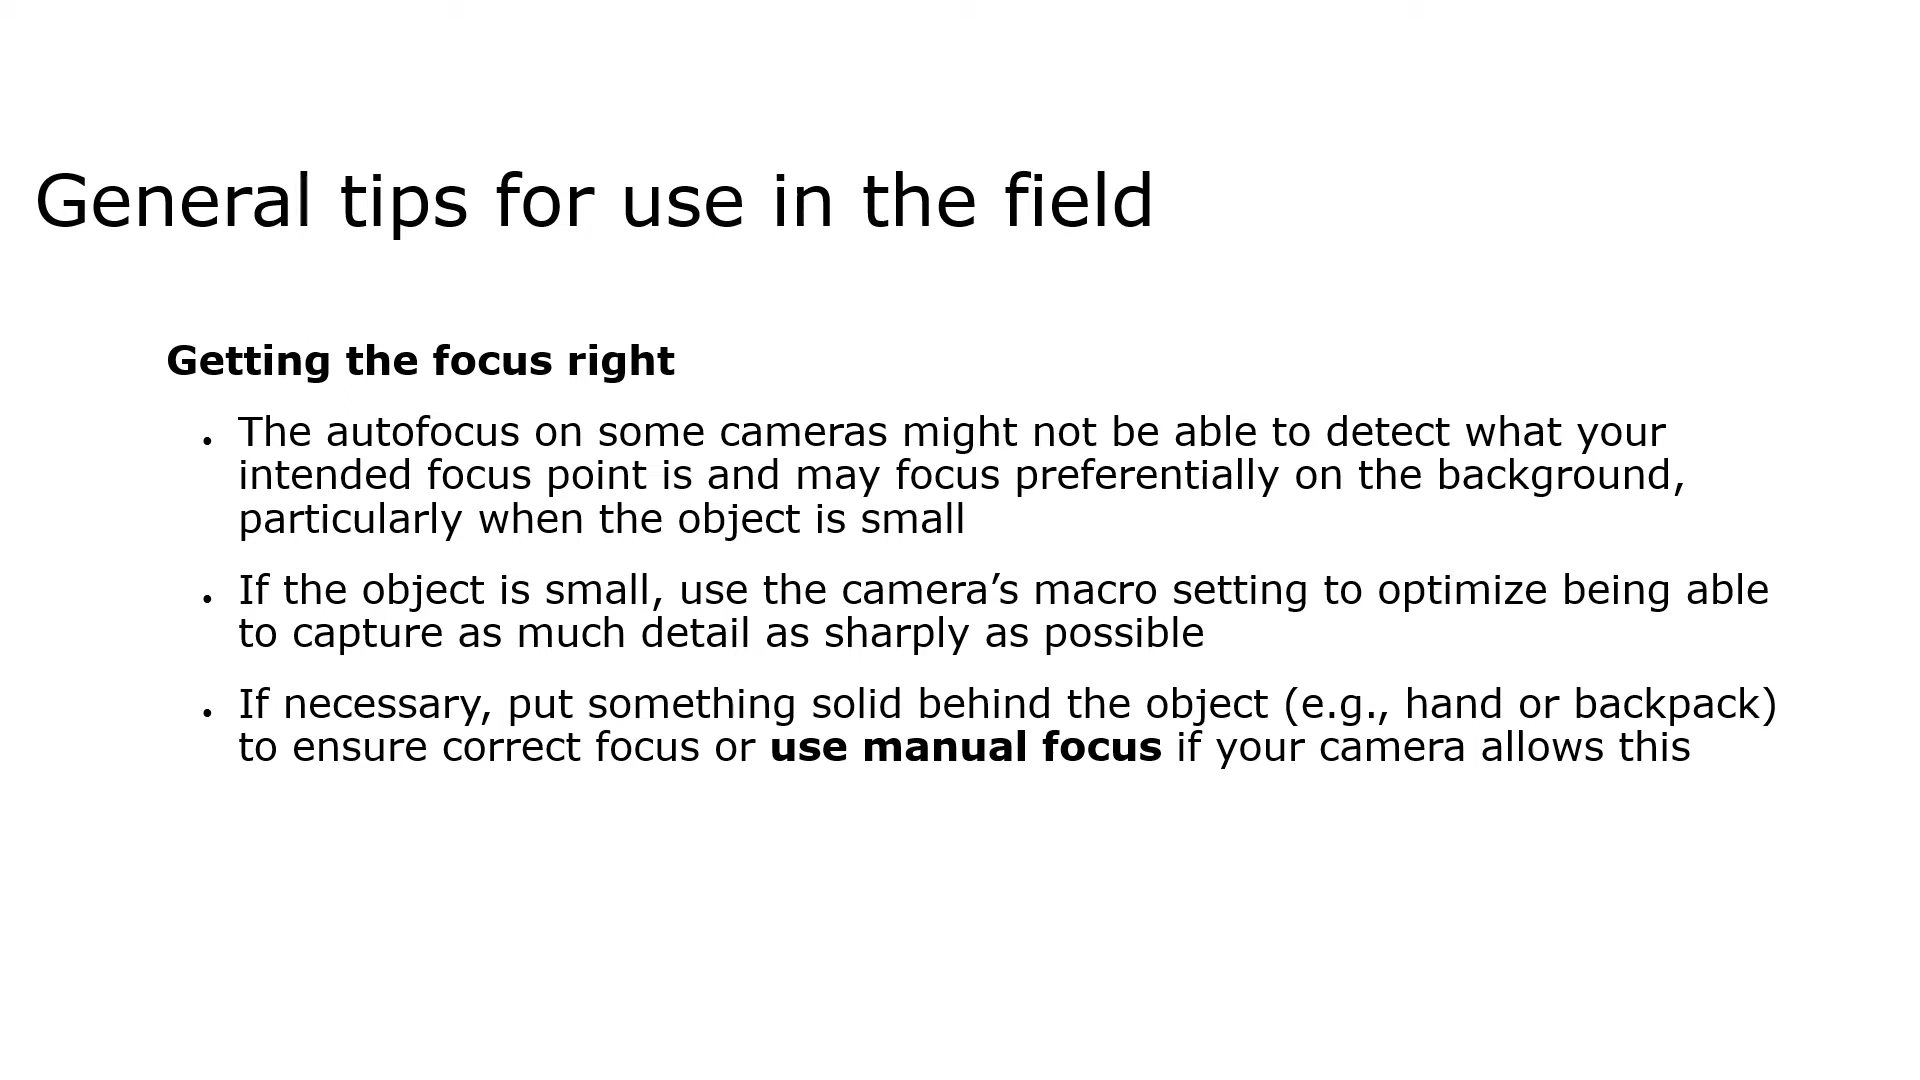 General tips for use in the field
Getting the focus right
• The autofocus on some cameras might not be able to detect what your
intended focus point is and may focus preferentially on the background,
particularly when the object is small
• If the object is small, use the camera’s macro setting to optimize being able
to capture as much detail as sharply as possible
• If necessary, put something solid behind the object (e.g., hand or backpack)
to ensure correct focus or use manual focus if your camera allows this